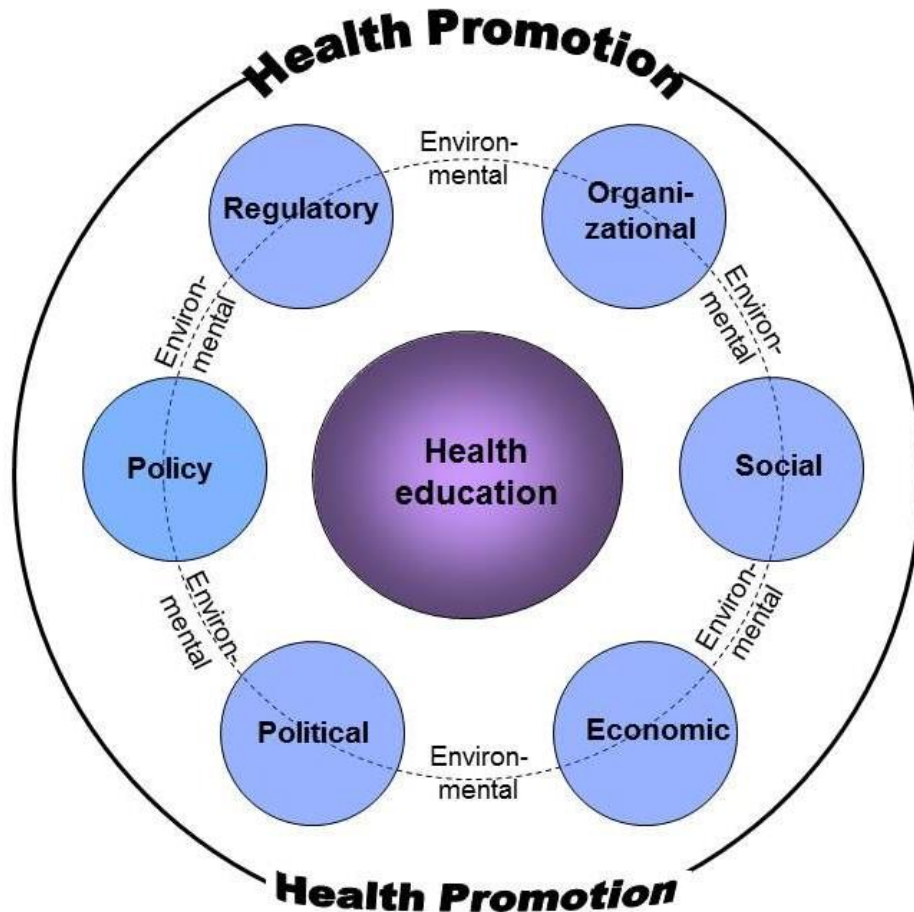 Health Promotion
Environ-
mental
Regulatory
Organi-
zational
Environ-
mental
Environ-
mental
Health
education
Policy
Social
Environ-
mental
Environ-
mental
Political
Economic
Environ-
mental
Health Promotion